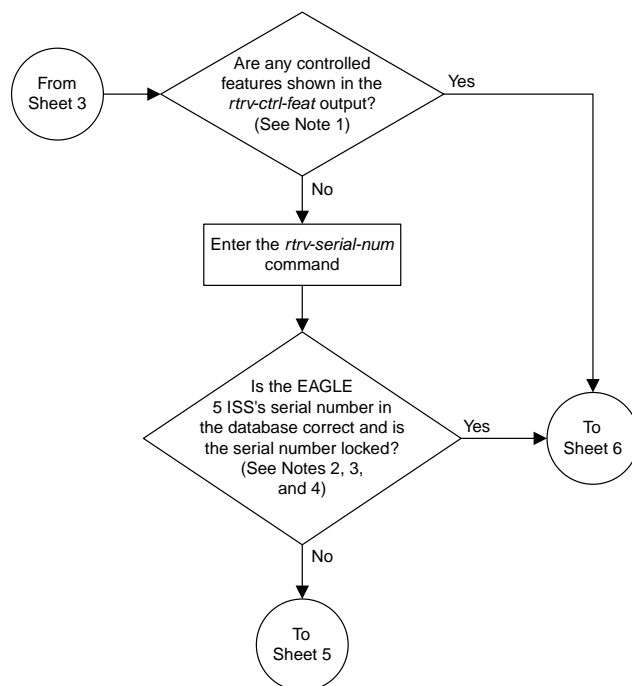 From
Sheet 3
Are any controlled
features shown in the
rtrv-ctrl-feat output?
(See Note 1)
Yes
No
Enter the rtrv-serial-num
command
Is the EAGLE
5 ISS's serial number in
the database correct and is
the serial number locked?
(See Notes 2, 3,
and 4)
Yes
To
Sheet 6
No
To
Sheet 5